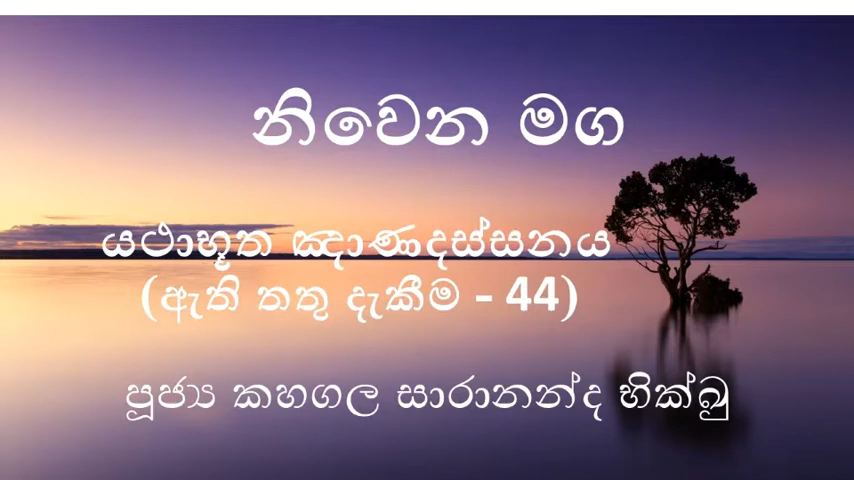 නිවෙන මග
යථාභූත ඤාණදස්සනය
(ඇති තතු දැකීම - 44)
පූජ්‍ය කහගල සාරානන්ද භික්ඛු